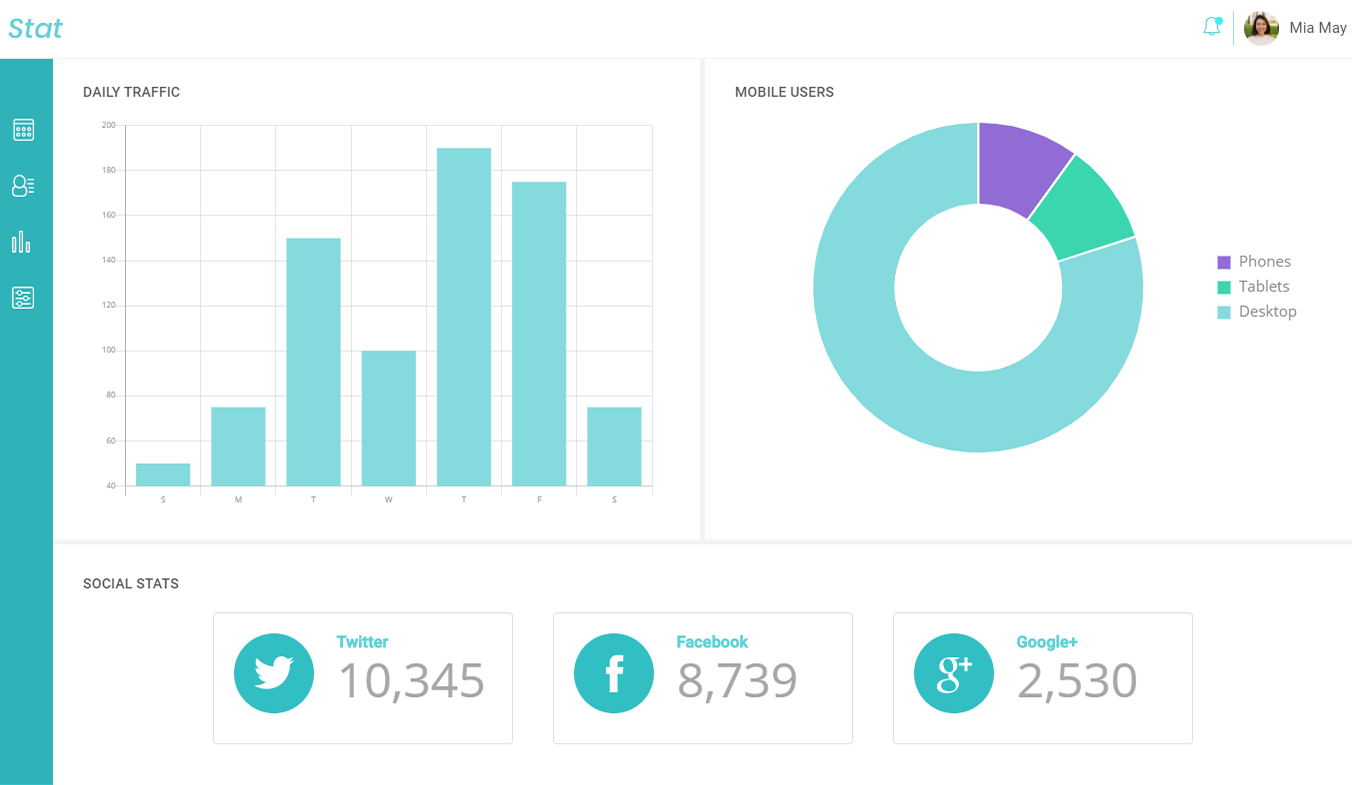 Stat
Mia May
DAILY TRAFFIC
200
180
160
140
120
100
80
60
40
S M T W T F S
MOBILE USERS
Phones
Tablets
Desktop
SOCIAL STATS
Twitter
10,345
Facebook
8,739
g+
Google+
2,530